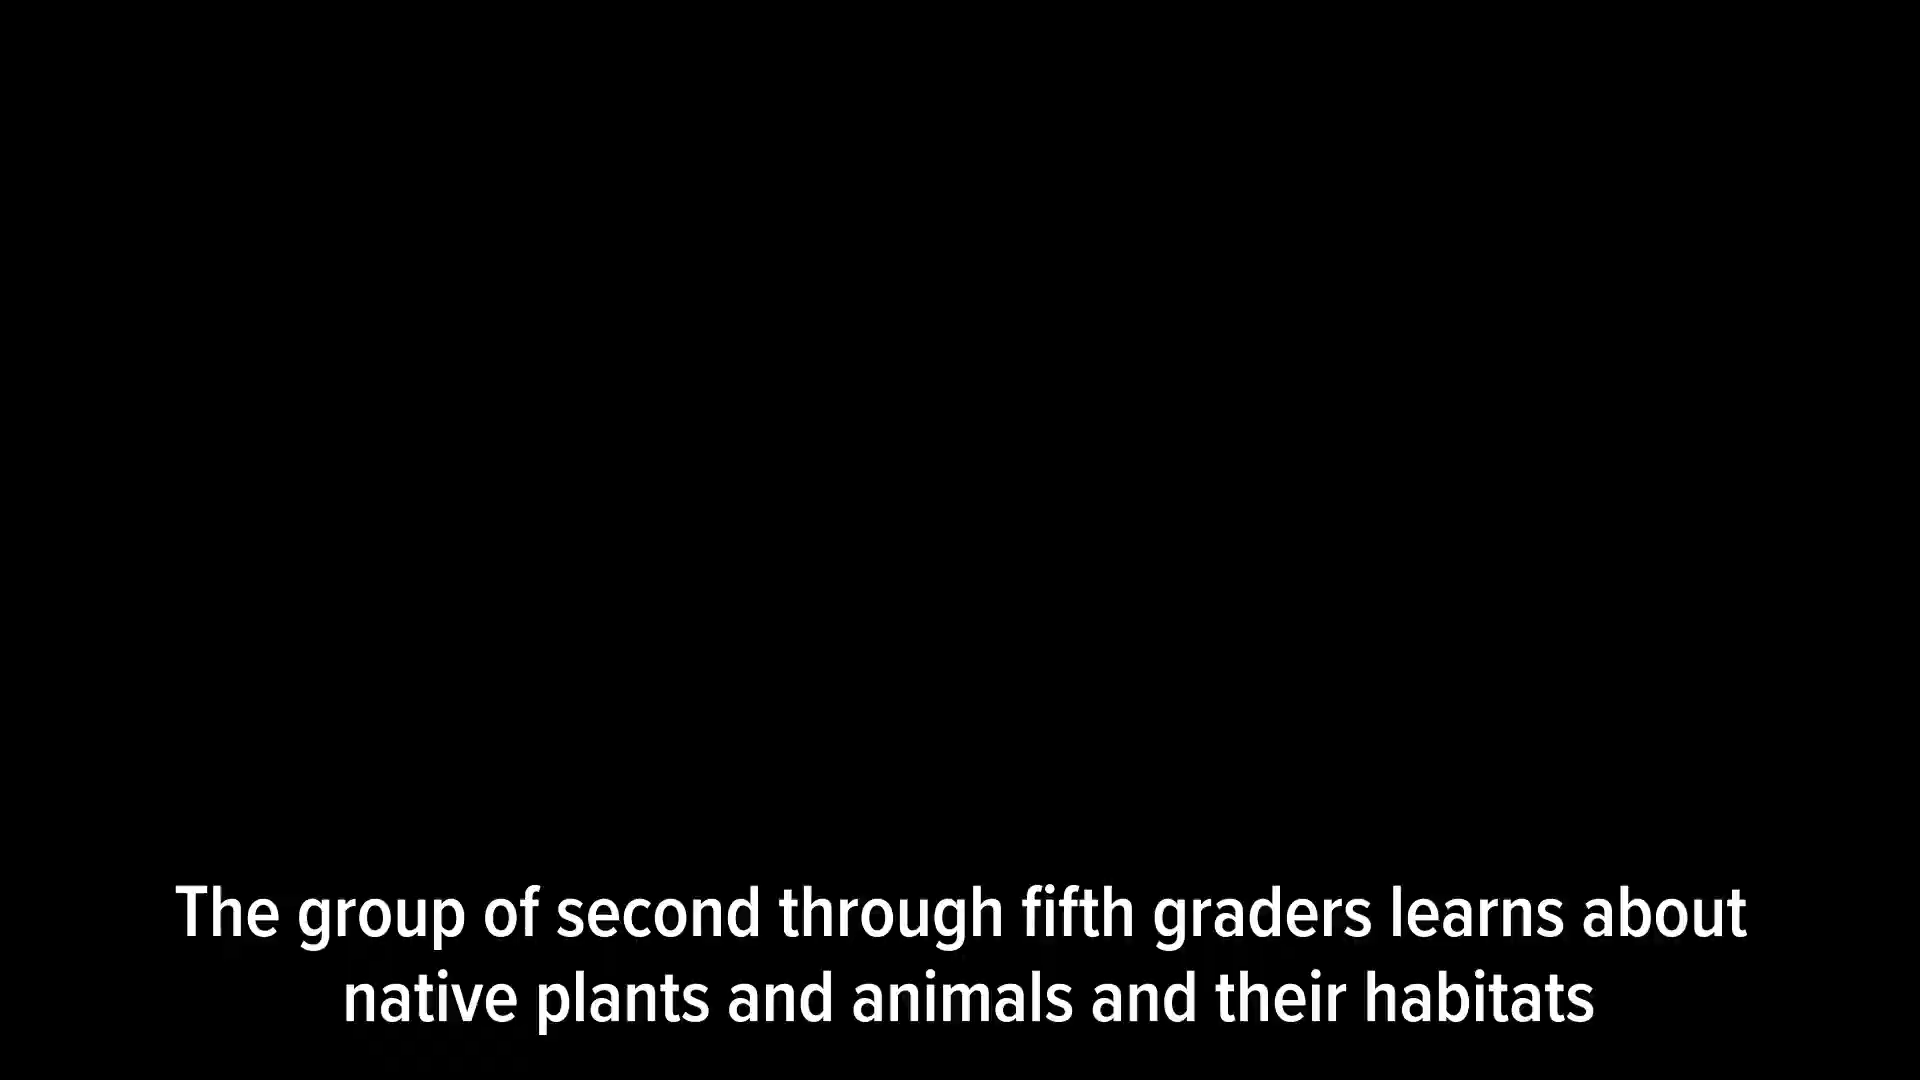 The group of second through fifth graders learns about
native plants and animals and their habitats